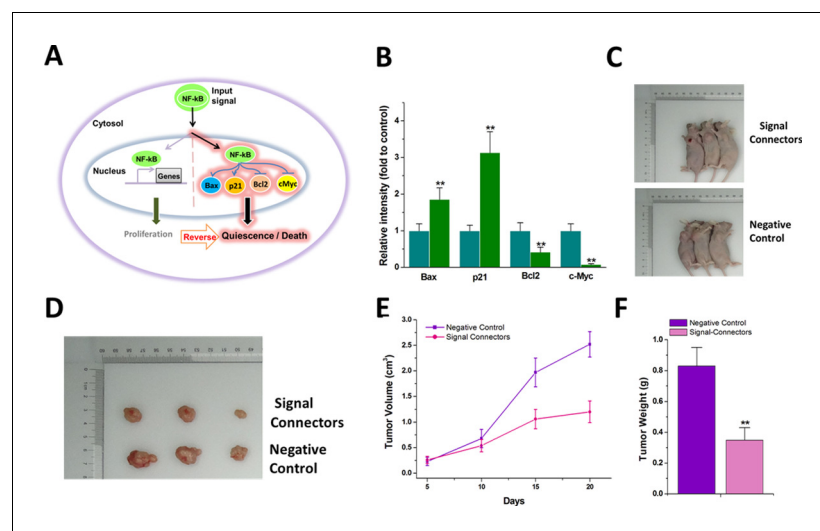 A
Input
signal
NF-kB
Cytosol
NF-kB
NF-kB
Nucleus
Genes
Bax
p21
Bcl2
cMyc
Proliferation
Reverse
Quiescence / Death
B
Relative intensity (fold to control)
5
4
3
2
1
0
**
**
**
**
Bax
p21
Bcl2
c-Myc
C
Signal
Connectors
Negative
Control
D
Signal
Connectors
Negative
Control
E
Negative Control
Signal Connectors
Tumor Volume (cm3)
3.0
2.5
2.0
1.5
1.0
0.5
0.0
5
10
15
20
Days
F
Negative Control
Signal-Connectors
Tumor Weight (g)
1.0
0.8
0.6
0.4
0.2
0.0
**